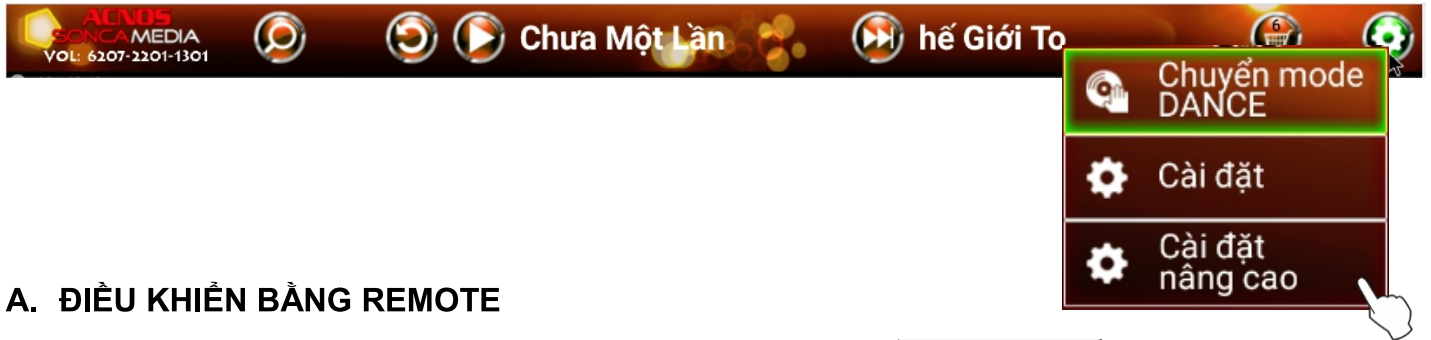 ACNOS
SONCAMEDIA
VOL: 6207-2201-1301
Chưa Một Lần
hế Giới To
6
Chuyển mode
DANCE
Cài đặt
Cài đặt
nâng cao
A. ĐIỀU KHIỂN BẰNG REMOTE